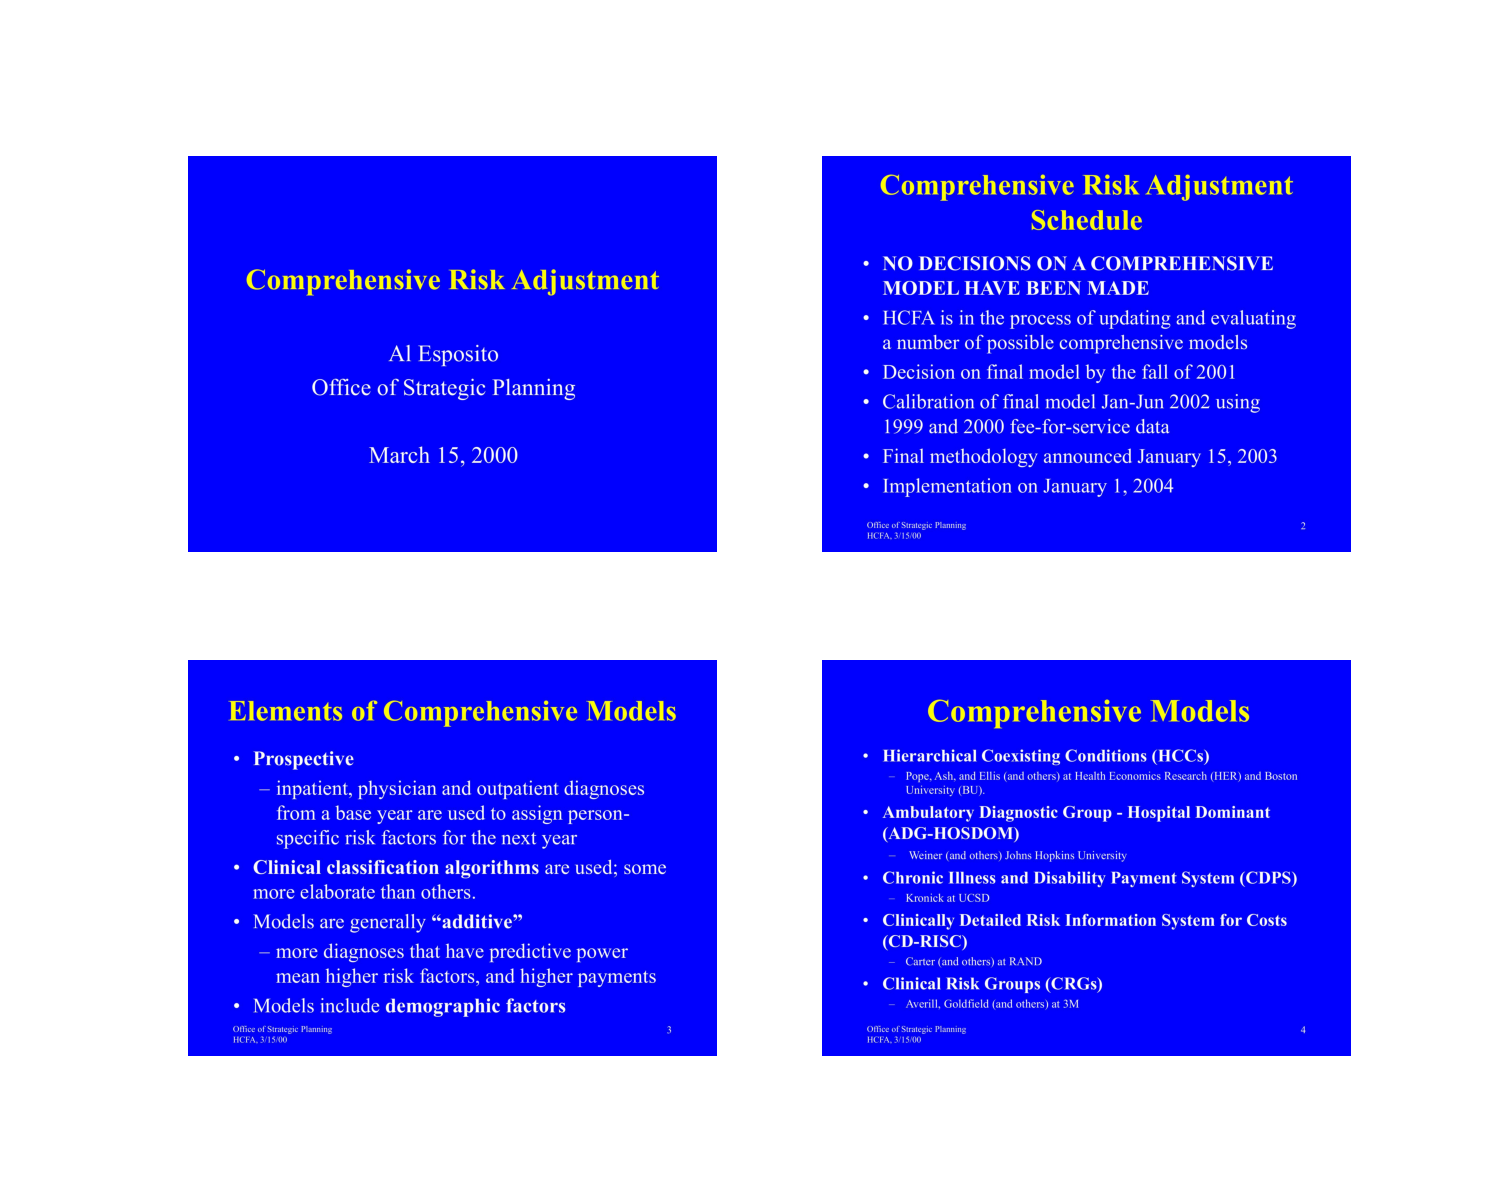 Comprehensive Risk Adjustment
Al Esposito
Office of Strategic Planning
March 15, 2000
Comprehensive Risk Adjustment
Schedule
• NO DECISIONS ON A COMPREHENSIVE
MODEL HAVE BEEN MADE
• HCFA is in the process of updating and evaluating
a number of possible comprehensive models
• Decision on final model by the fall of 2001
• Calibration of final model Jan-Jun 2002 using
1999 and 2000 fee-for-service data
• Final methodology announced January 15, 2003
• Implementation on January 1, 2004
Office of Strategic Planning
HCFA, 3/15/00
2
Elements of Comprehensive Models
• Prospective
– inpatient, physician and outpatient diagnoses
from a base year are used to assign person-
specific risk factors for the next year
• Clinical classification algorithms are used; some
more elaborate than others.
• Models are generally “additive”
– more diagnoses that have predictive power
mean higher risk factors, and higher payments
• Models include demographic factors
Office of Strategic Planning
HCFA, 3/15/00
3
Comprehensive Models
• Hierarchical Coexisting Conditions (HCCs)
– Pope, Ash, and Ellis (and others) at Health Economics Research (HER) and Boston
University (BU).
• Ambulatory Diagnostic Group - Hospital Dominant
(ADG-HOSDOM)
– Weiner (and others) Johns Hopkins University
• Chronic Illness and Disability Payment System (CDPS)
– Kronick at UCSD
• Clinically Detailed Risk Information System for Costs
(CD-RISC)
– Carter (and others) at RAND
• Clinical Risk Groups (CRGs)
– Averill, Goldfield (and others) at 3M
Office of Strategic Planning
HCFA, 3/15/00
4